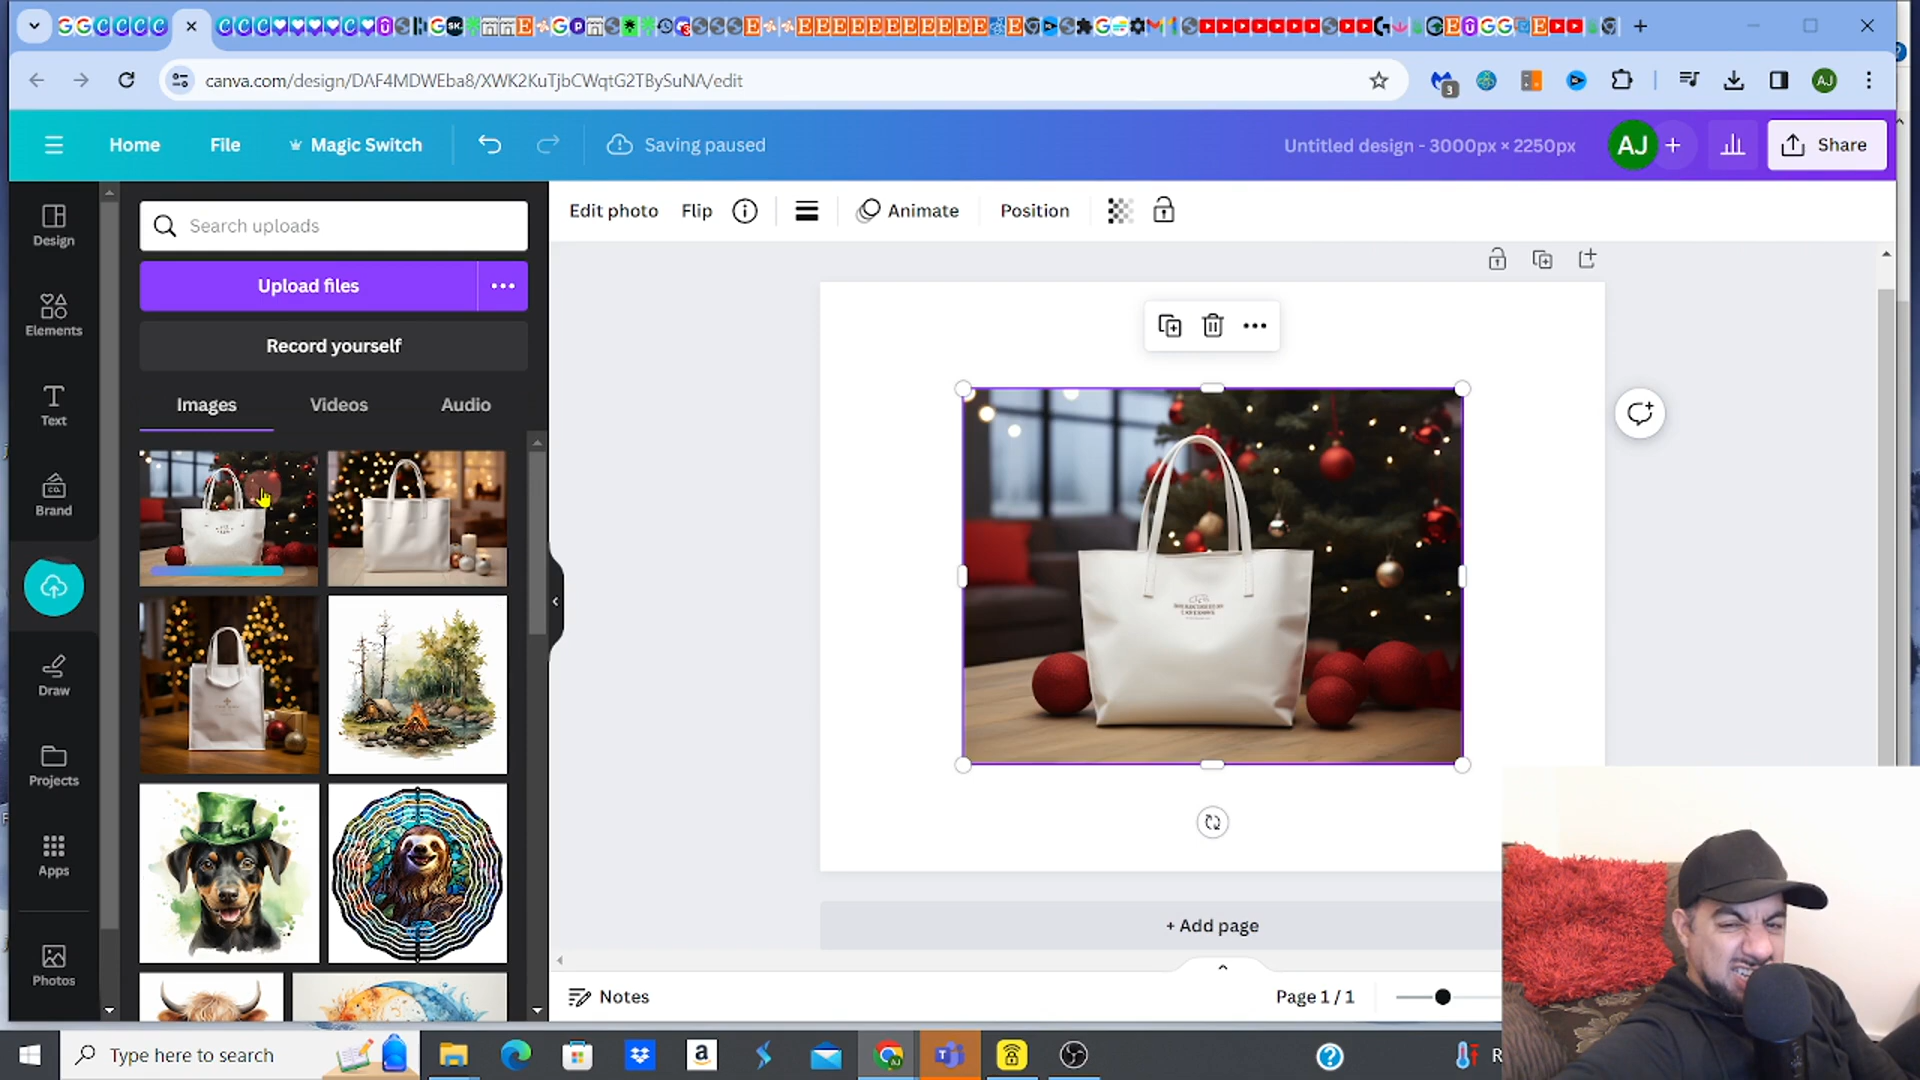 canva.com/design/DAF4MDWEba8/XWK2KuTjbCWqtG2TBySuNA/edit
3
AJ
Home
File
Magic Switch
Saving paused
Untitled design - 3000px × 2250px
AJ
Share
Design
Elements
Text
Brand
Draw
Projects
Apps
Photos
Search uploads
Upload files
Record yourself
Images
Videos
Audio
Edit photo
Flip
Animate
Position
+ Add page
Notes
Page 1 / 1
Type here to search
R